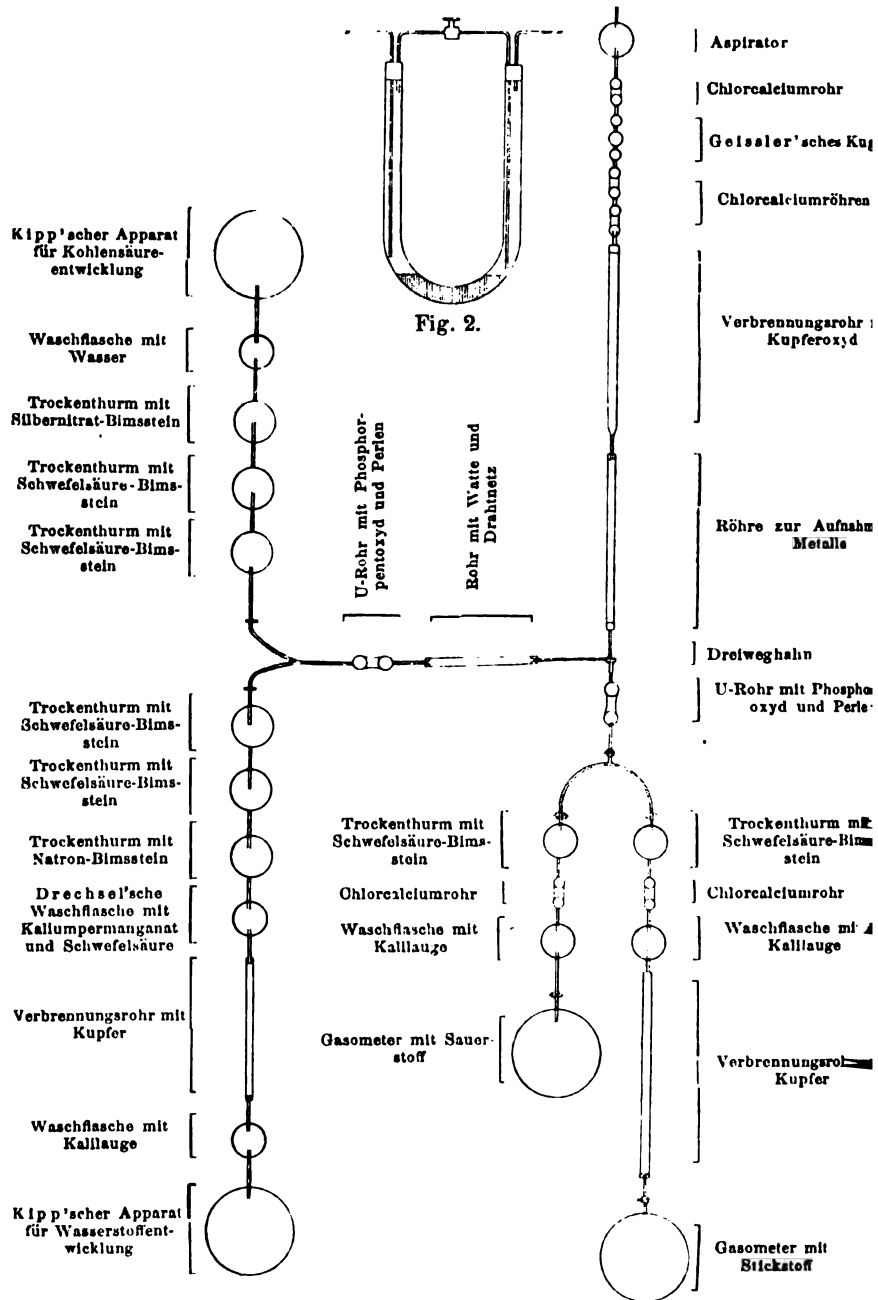 Kipp'scher Apparat
für Kohlensäure-
entwicklung
Waschflasche mit
Wasser
Trockenthurm mit
Silbernitrat-Bimsstein
Trockenthurm mit
Schwefelsäure-Bims-
stein
Trockenthurm mit
Schwefelsäure-Bims-
stein
Trockenthurm mit
Schwefelsäure-Bims-
stein
Trockenthurm mit
Schwefelsäure-Bims-
stein
Trockenthurm mit
Natron-Bimsstein
Drechsel'sche
Waschflasche mit
Kaliumpermanganat
und Schwefelsäure
Verbrennungsrohr mit
Kupfer
Waschflasche mit
Kalilauge
Kipp'scher Apparat
für Wasserstoffent-
wicklung
Fig. 2.
U-Rohr mit Phosphor-
pentoxyd und Perlen
Rohr mit Watte und
Drahtnetz
Trockenthurm mit
Schwefelsäure-Bims-
stein
Chlorcalciumrohr
Waschflasche mit
Kalilauge
Gasometer mit Sauer-
stoff
Aspirator
Chlorcalciumrohr
Geissler'sches Kug
Chlorcalciumröhren
Verbrennungsrohr
Kupferoxyd
Röhre zur Aufnahm
Metalls
Dreiweghahn
U-Rohr mit Phospho
oxyd und Perle
Trockenthurm mit
Schwefelsäure-Bim
stein
Chlorcalciumrohr
Waschflasche mi
Kalilauge
Verbrennungsroh
Kupfer
Gasometer mit
Stickstoff